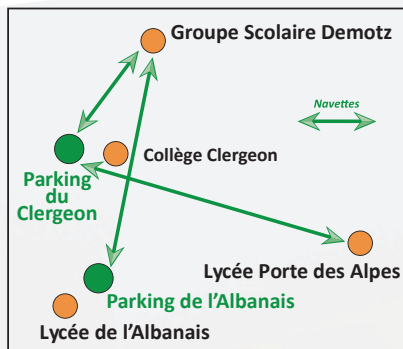 Groupe Scolaire Demotz
Navettes
Collège Clergeon
Parking
du
Clergeon
Lycée Porte des Alpes
Parking de l'Albanais
Lycée de l'Albanais